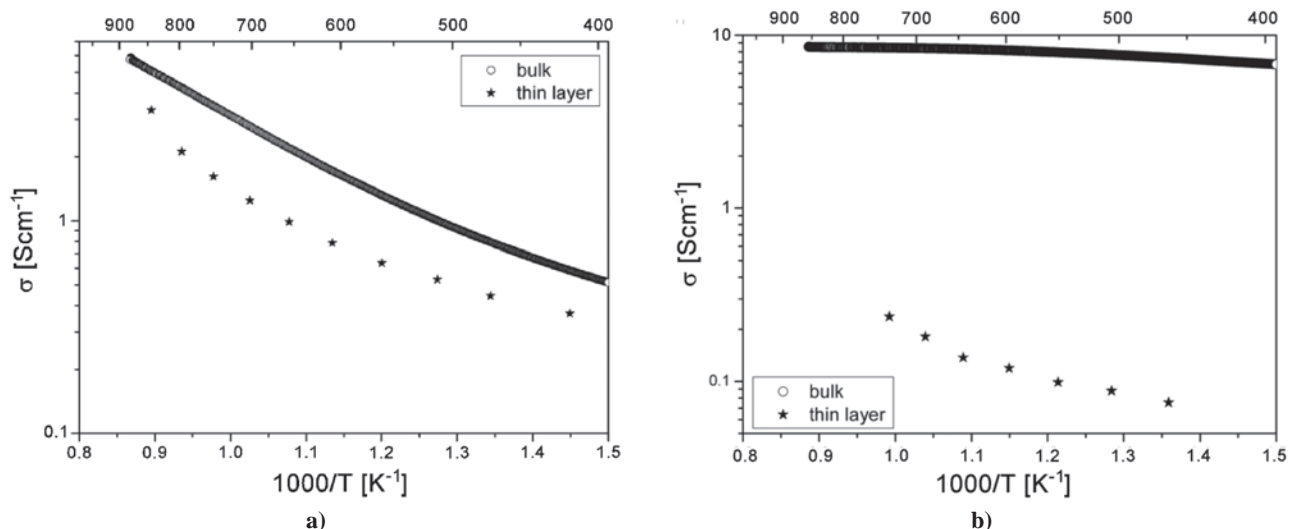 900 800 700 600 500 400
bulk
thin layer
1
0.1
σ [Scm⁻¹]
0.8 0.9 1.0 1.1 1.2 1.3 1.4 1.5
1000/T [K⁻¹]
a)
900 800 700 600 500 400
10
1
0.1
σ [Scm⁻¹]
bulk
thin layer
0.8 0.9 1.0 1.1 1.2 1.3 1.4 1.5
1000/T [K⁻¹]
b)